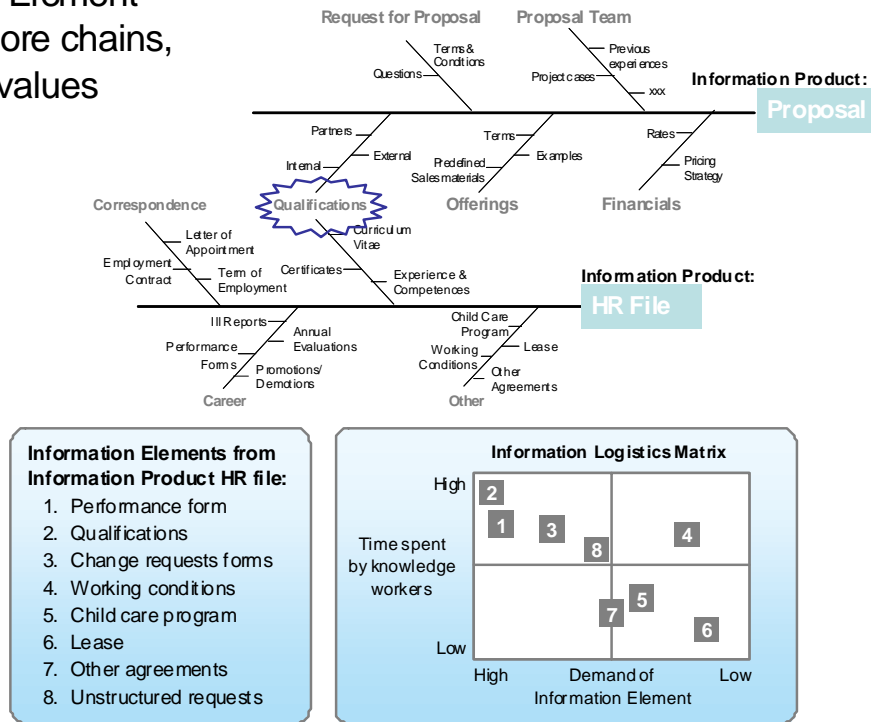 Element
ore chains,
values
Request for Proposal
Proposal Team
Terms &
Conditions
Questions
Previous
experiences
Project cases
xxx
Information Product:
Proposal
Partners
External
Internal
Terms
Examples
Predefined
Sales materials
Rates
Pricing
Strategy
Correspondence
Qualifications
Offerings
Financials
Letter of
Appointment
Employment
Contract
Term of
Employment
Curriculum
Vitae
Certificates
Experience &
Competences
Information Product:
HR File
Ill Reports
Annual
Evaluations
Performance
Forms
Promotions/
Demotions
Child Care
Program
Lease
Working
Conditions
Other
Agreements
Career
Other
Information Elements from
Information Product HR file:
1. Performance form
2. Qualifications
3. Change requests forms
4. Working conditions
5. Child care program
6. Lease
7. Other agreements
8. Unstructured requests
Information Logistics Matrix
High
Time spent
by knowledge
workers
Low
2
1
3
8
4
5
7
6
High
Demand of
Information Element
Low